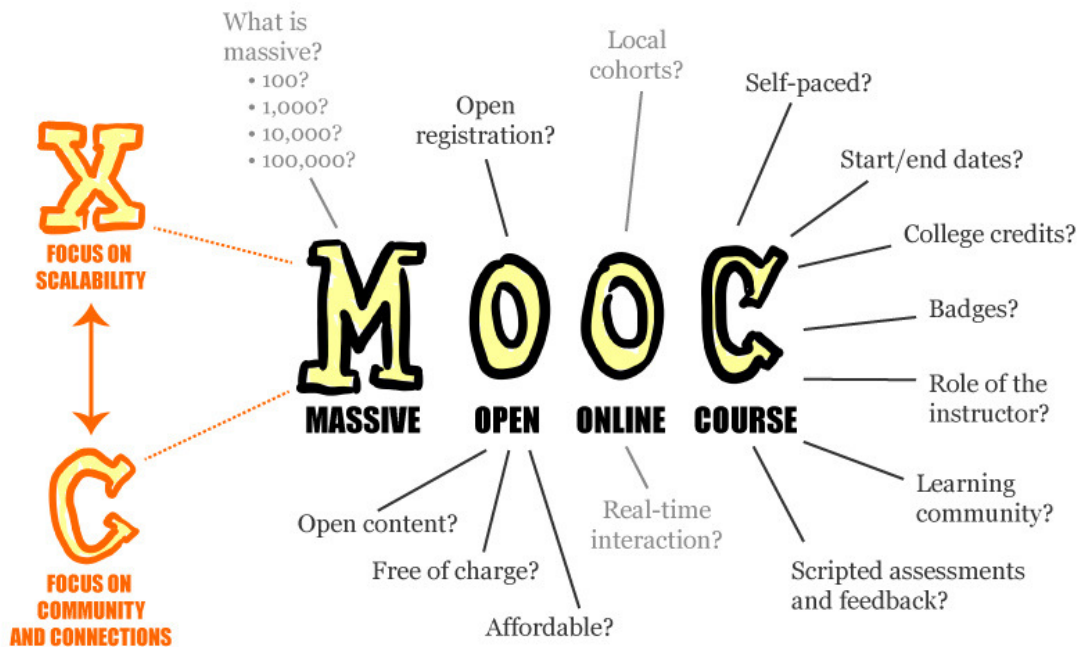 What is
massive?
• 100?
• 1,000?
• 10,000?
• 100,000?
Open
registration?
Local
cohorts?
Self-paced?
Start/end dates?
College credits?
Badges?
Role of the
instructor?
Learning
community?
Scripted assessments
and feedback?
X
FOCUS ON
SCALABILITY
C
FOCUS ON
COMMUNITY
AND CONNECTIONS
MOOC
MASSIVE OPEN ONLINE COURSE
Open content?
Free of charge?
Affordable?
Real-time
interaction?